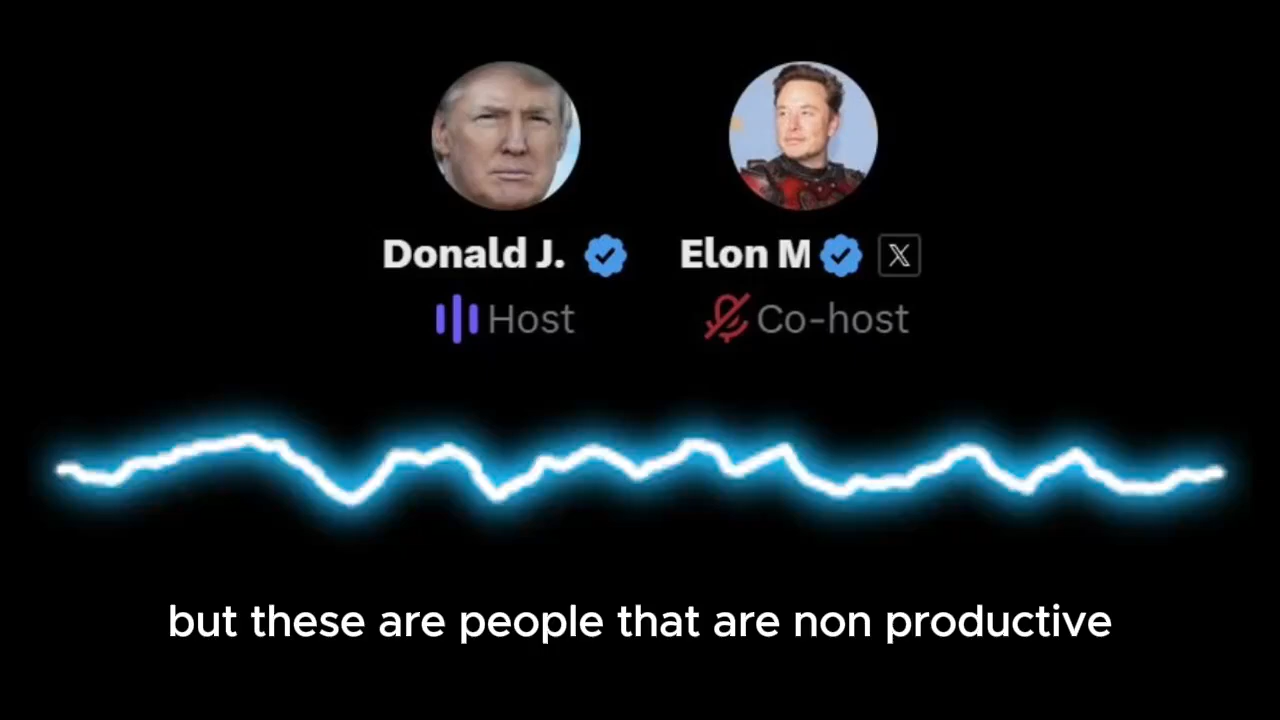 Donald J. Elon M X
Host Co-host
but these are people that are non productive